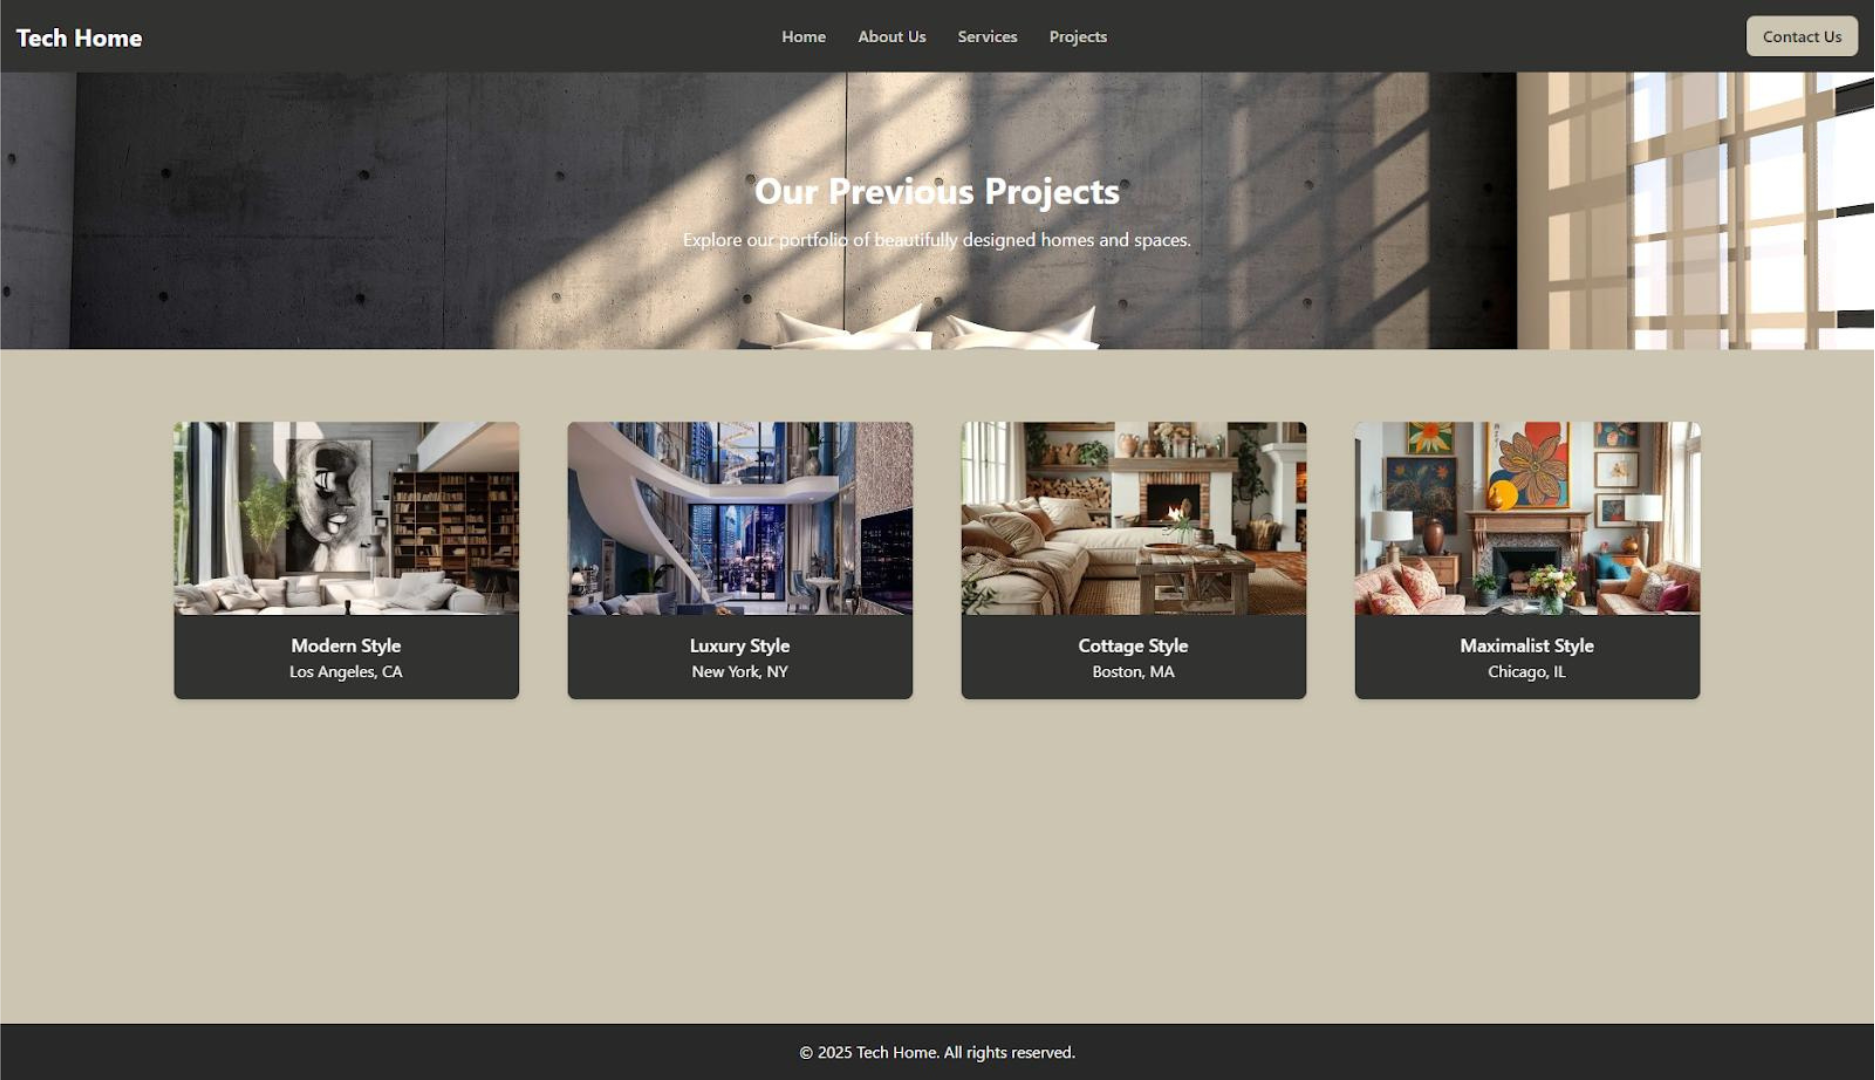 Tech Home
Home
About Us
Services
Projects
Contact Us
Our Previous Projects
Explore our portfolio of beautifully designed homes and spaces.
Modern Style
Los Angeles, CA
Luxury Style
New York, NY
Cottage Style
Boston, MA
Maximalist Style
Chicago, IL
© 2025 Tech Home. All rights reserved.